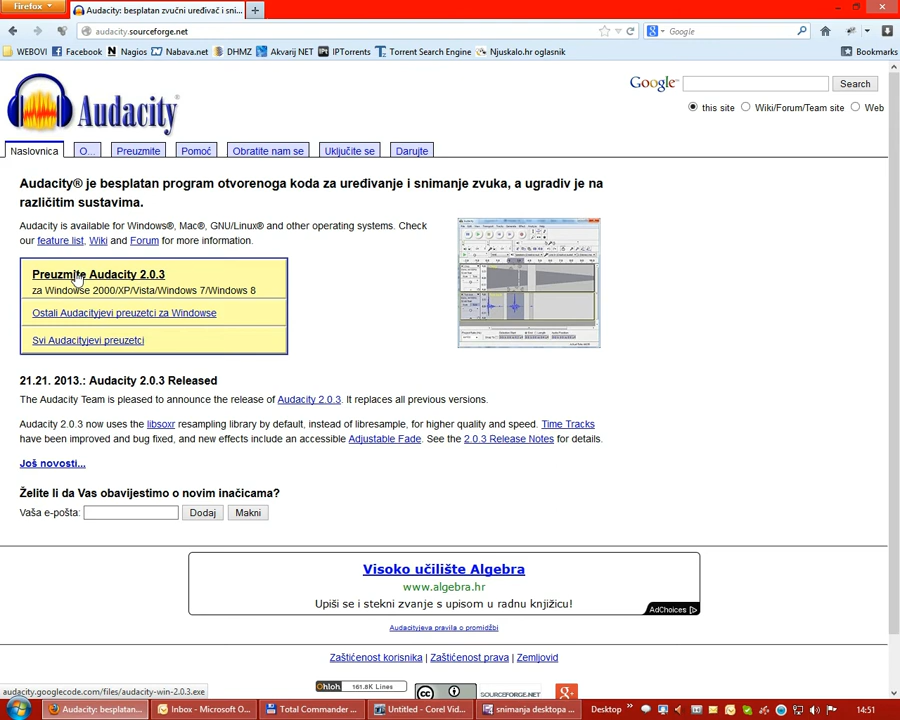 Firefox
Audacity: besplatan zvučni uređivač i sni...
audacity.sourceforge.net
Google
WEBOVI Facebook Nagios Nabava.net DHMZ Akvarij NET IPTorrents Torrent Search Engine Njuskalo.hr oglasnik Bookmarks
Audacity
Google Search
this site Wiki/Forum/Team site Web
Naslovnica O... Preuzmite Pomoć Obratite nam se Uključite se Darujte
Audacity® je besplatan program otvorenoga koda za uređivanje i snimanje zvuka, a ugradiv je na
različitim sustavima.
Audacity is available for Windows®, Mac®, GNU/Linux® and other operating systems. Check
our feature list, Wiki and Forum for more information.
Preuzmite Audacity 2.0.3
za Windowse 2000/XP/Vista/Windows 7/Windows 8
Ostali Audacityjevi preuzetci za Windowse
Svi Audacityjevi preuzetci
21.21. 2013.: Audacity 2.0.3 Released
The Audacity Team is pleased to announce the release of Audacity 2.0.3. It replaces all previous versions.
Audacity 2.0.3 now uses the libsoxr resampling library by default, instead of libresample, for higher quality and speed. Time Tracks
have been improved and bug fixed, and new effects include an accessible Adjustable Fade. See the 2.0.3 Release Notes for details.
Još novosti...
Želite li da Vas obavijestimo o novim inačicama?
Vaša e-pošta: Dodaj Makni
Visoko učilište Algebra
www.algebra.hr
Upiši se i stekni zvanje s upisom u radnu knjižicu!
AdChoices
Audacityjeva pravila o promidžbi
Zaštićenost korisnika | Zaštićenost prava | Zemljovid
Ohloh 161.8K Lines cc SOURCEFORGE.NET g+
audacity.googlecode.com/files/audacity-win-2.0.3.exe
Audacity: besplatan... Inbox - Microsoft O... Total Commander ... Untitled - Corel Vid... snimanja desktopa ... Desktop » 14:51